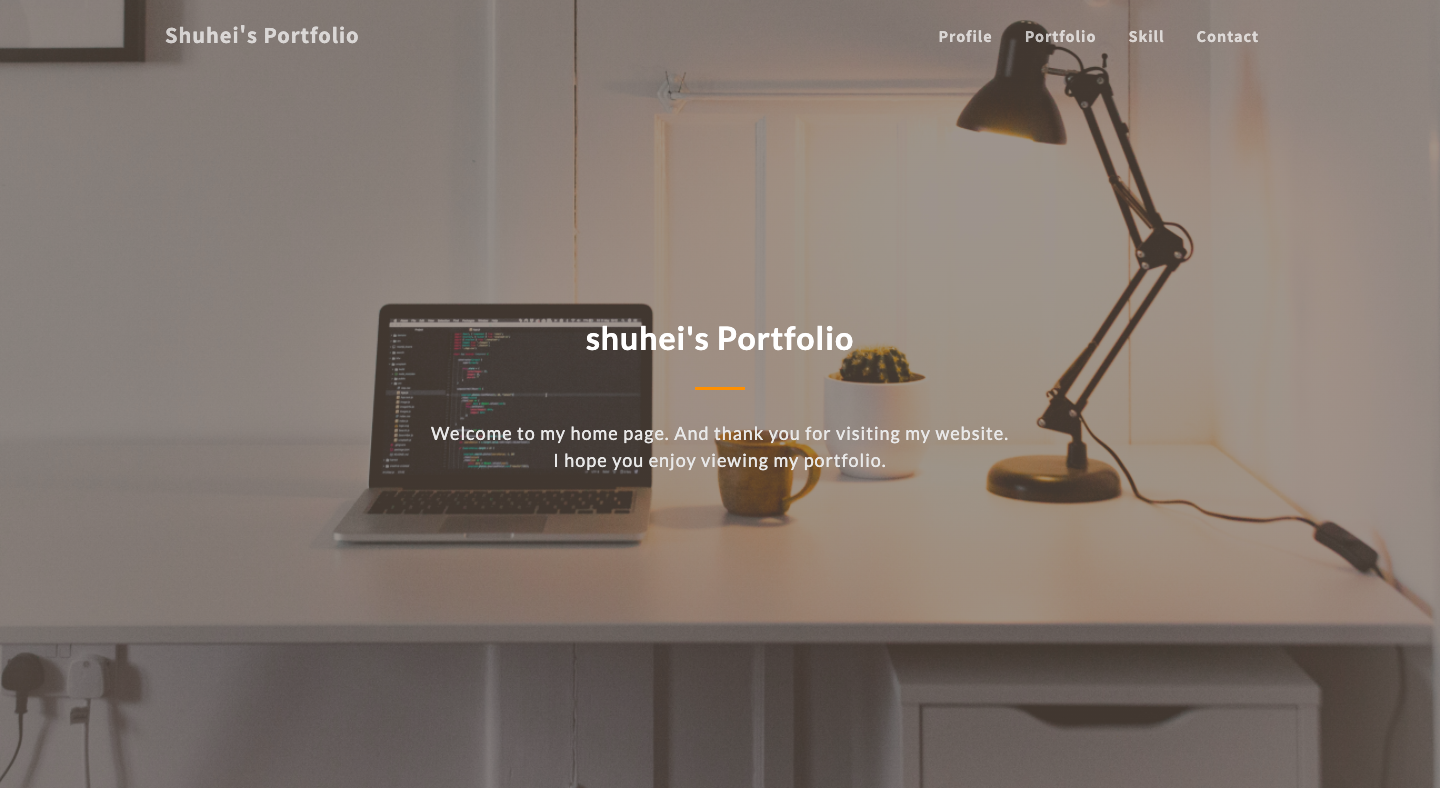 Shuhei's Portfolio
Profile Portfolio Skill Contact
shuhei's Portfolio
Welcome to my home page. And thank you for visiting my website.
I hope you enjoy viewing my portfolio.